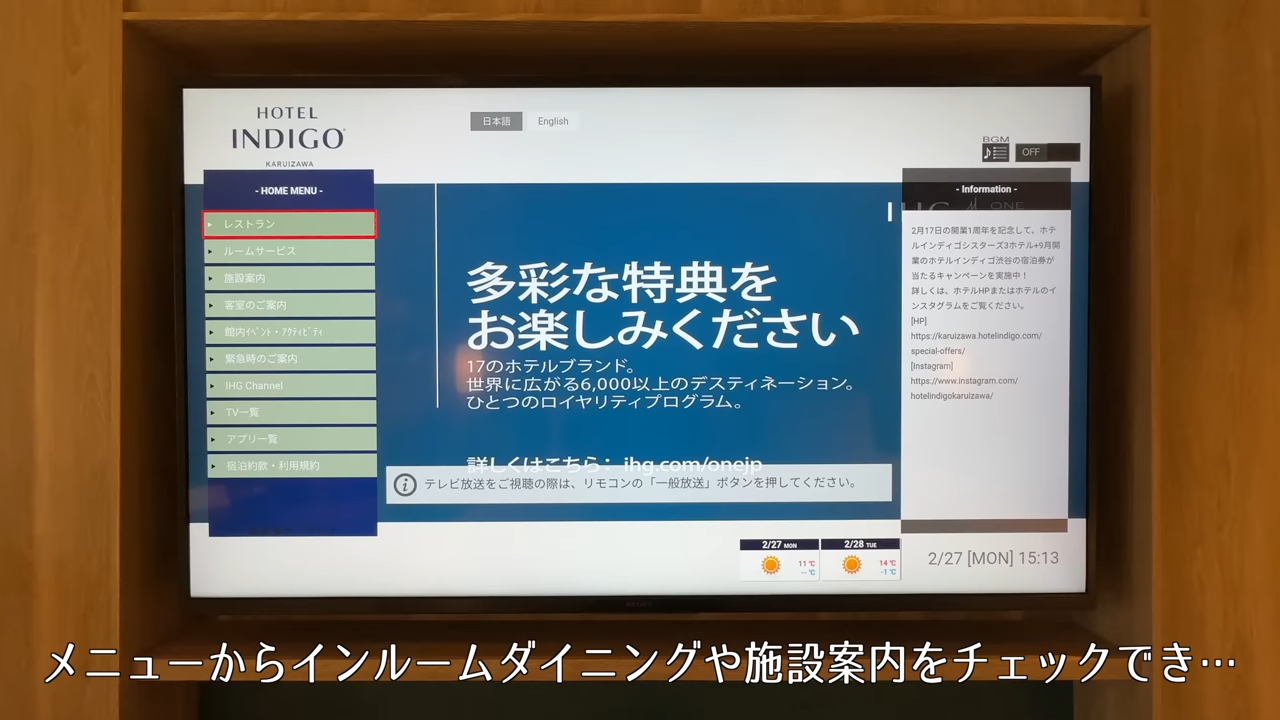 HOTEL
INDIGO
KARUIZAWA
日本語 English
BGM
OFF
- HOME MENU -
レストラン
ルームサービス
施設案内
客室のご案内
館内ｲﾍﾞﾝﾄ・ｱｸﾃｨﾋﾞﾃｨ
緊急時のご案内
IHG Channel
TV一覧
アプリ一覧
宿泊約款・利用規約
多彩な特典を
お楽しみください
17のホテルブランド。
世界に広がる6,000以上のデスティネーション。
ひとつのロイヤリティプログラム。
詳しくはこちら： ihg.com/onejp
テレビ放送をご視聴の際は、リモコンの「一般放送」ボタンを押してください。
- Information -
ONE
2月17日の開業1周年を記念して、ホテ
ルインディゴシスターズ3ホテル+9月開
業のホテルインディゴ渋谷の宿泊券が
当たるキャンペーンを実施中！
詳しくは、ホテルHPまたはホテルのイ
ンスタグラムをご覧ください。
[HP]
https://karuizawa.hotelindigo.com/
special-offers/
[Instagram]
https://www.instagram.com/
hotelindigokaruizawa/
2/27 MON
11℃
--℃
2/28 TUE
14℃
-1℃
2/27 [MON] 15:13
メニューからインルームダイニングや施設案内をチェックでき…